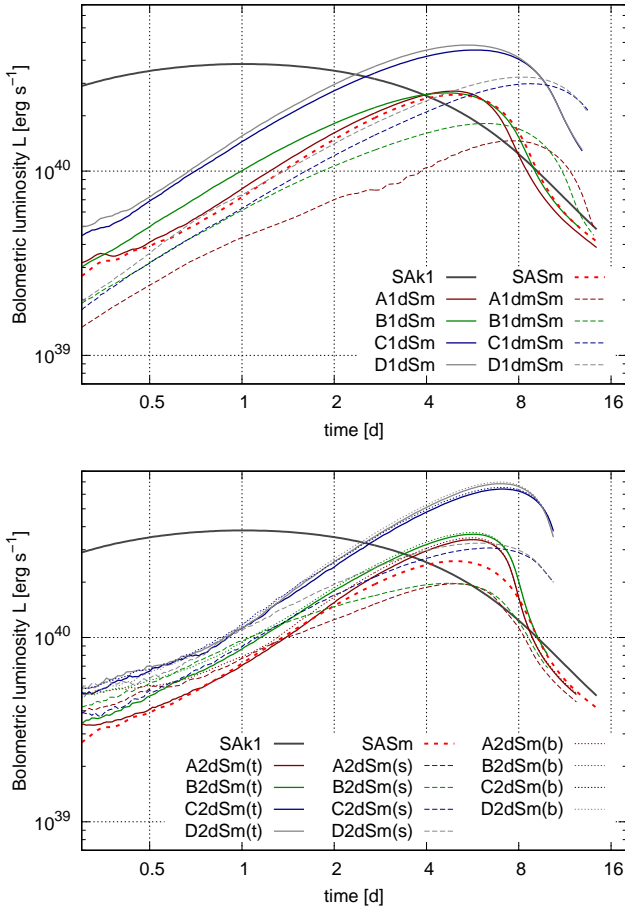 Bolometric luminosity L [erg s⁻¹]
10⁴⁰
10³⁹
SAk1 SASm
A1dSm A1dmSm
B1dSm B1dmSm
C1dSm C1dmSm
D1dSm D1dmSm
0.5 1 2 4 8 16
time [d]
Bolometric luminosity L [erg s⁻¹]
10⁴⁰
10³⁹
SAk1 SASm A2dSm(b)
A2dSm(t) A2dSm(s) B2dSm(b)
B2dSm(t) B2dSm(s) C2dSm(b)
C2dSm(t) C2dSm(s) D2dSm(b)
D2dSm(t) D2dSm(s)
0.5 1 2 4 8 16
time [d]